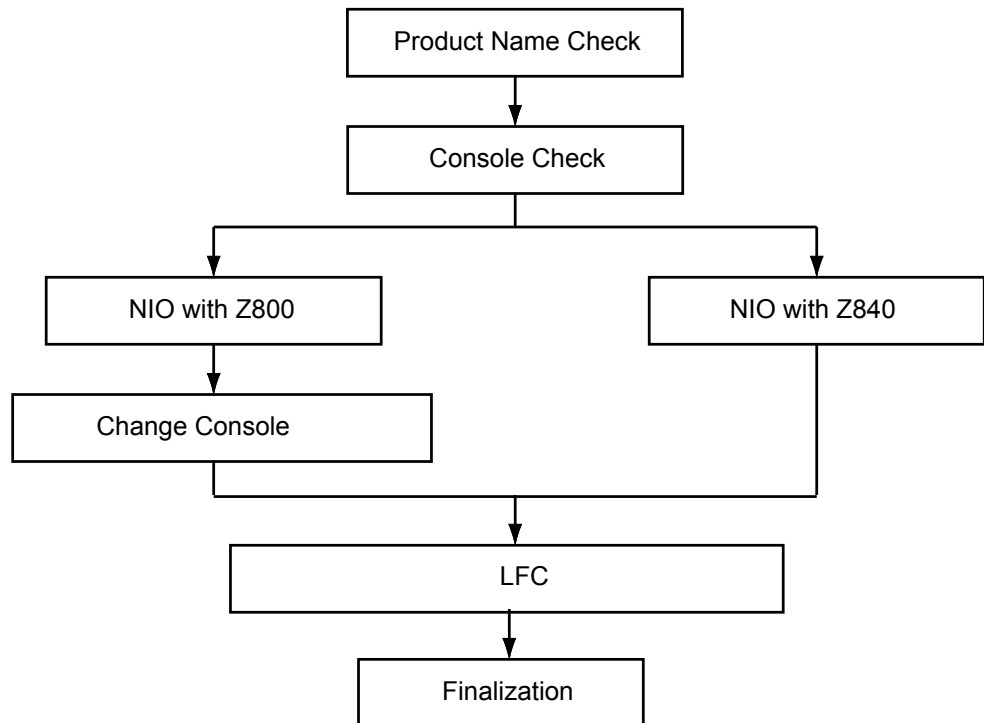 Product Name Check
Console Check
NIO with Z800
NIO with Z840
Change Console
LFC
Finalization